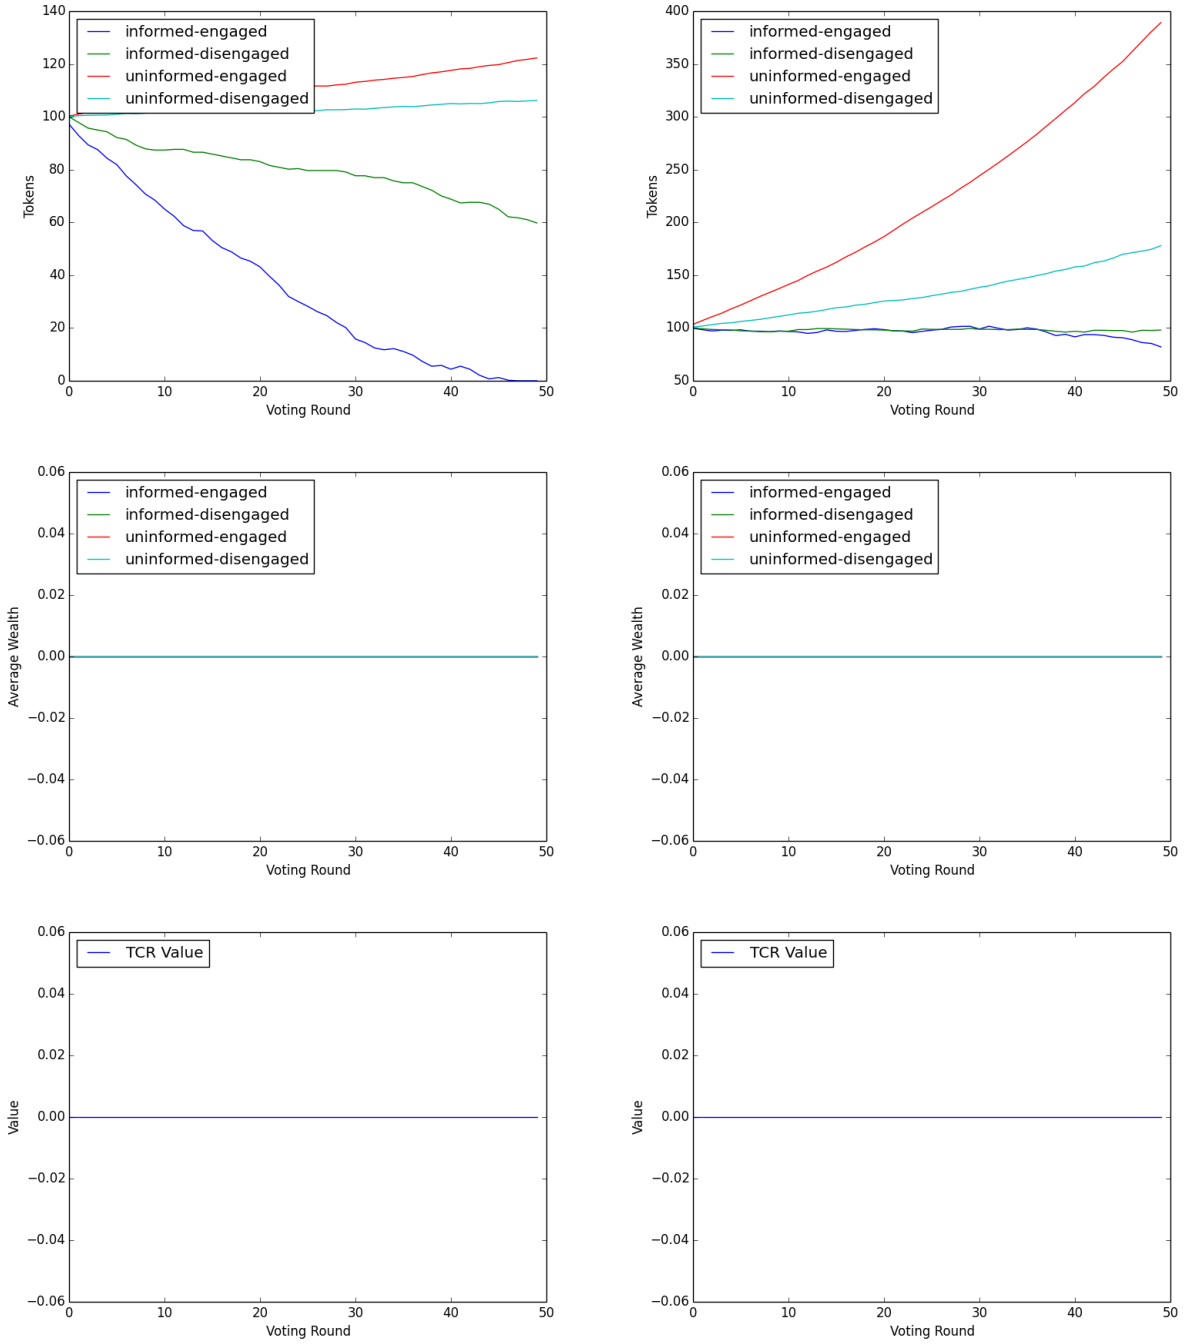 140
120
100
80
60
40
20
0
Tokens
informed-engaged
informed-disengaged
uninformed-engaged
uninformed-disengaged
0 10 20 30 40 50
Voting Round
400
350
300
250
200
150
100
50
Tokens
informed-engaged
informed-disengaged
uninformed-engaged
uninformed-disengaged
0 10 20 30 40 50
Voting Round
0.06
0.04
0.02
0.00
−0.02
−0.04
−0.06
Average Wealth
informed-engaged
informed-disengaged
uninformed-engaged
uninformed-disengaged
0 10 20 30 40 50
Voting Round
0.06
0.04
0.02
0.00
−0.02
−0.04
−0.06
Average Wealth
informed-engaged
informed-disengaged
uninformed-engaged
uninformed-disengaged
0 10 20 30 40 50
Voting Round
0.06
0.04
0.02
0.00
−0.02
−0.04
−0.06
Value
TCR Value
0 10 20 30 40 50
Voting Round
0.06
0.04
0.02
0.00
−0.02
−0.04
−0.06
Value
TCR Value
0 10 20 30 40 50
Voting Round